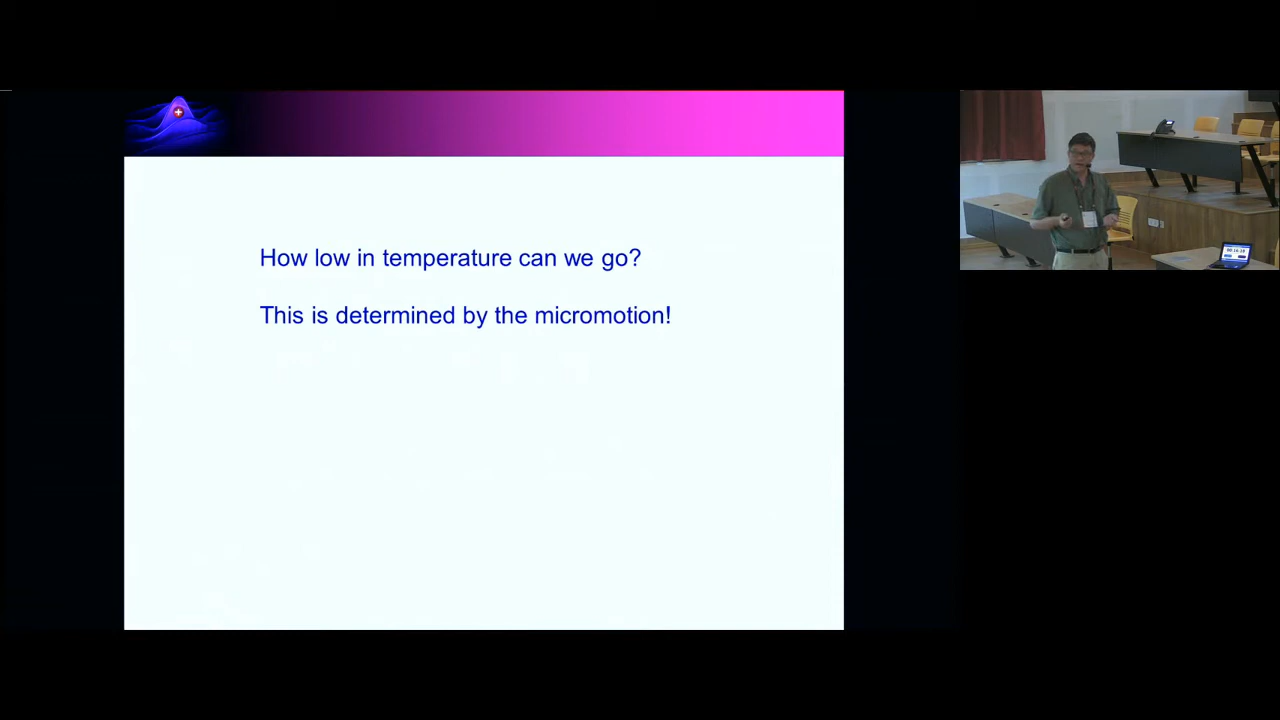 How low in temperature can we go?
This is determined by the micromotion!